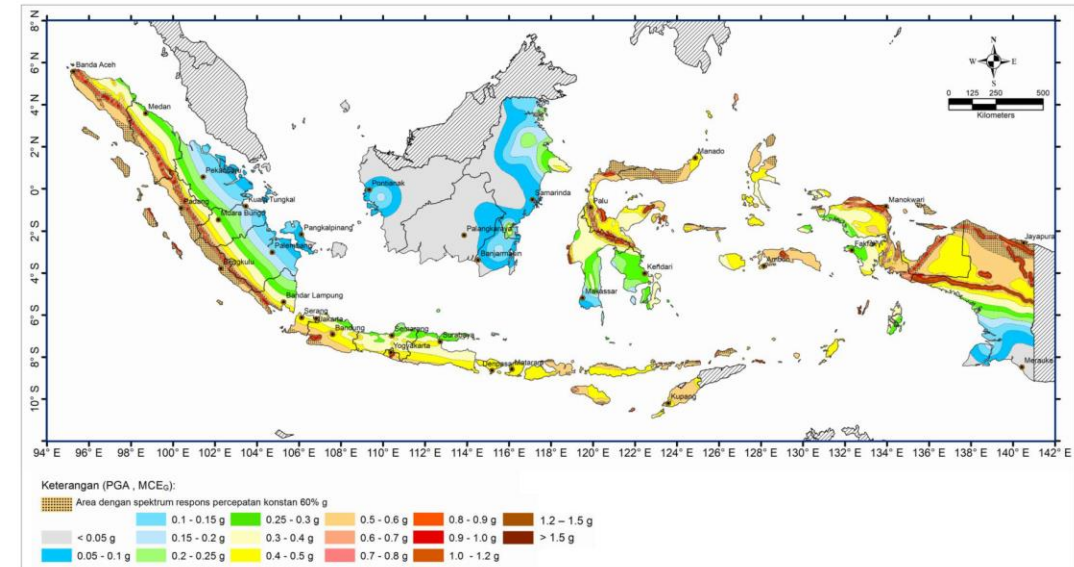 8° N
6° N
4° N
2° N
0°
2° S
4° S
6° S
8° S
10° S
N
W
E
S
0 125 250 500
Kilometers
Banda Aceh
Medan
Pekanbaru
Padang
Kuala Tungkal
Muara Bungo
Pangkalpinang
Palembang
Bengkulu
Bandar Lampung
Serang
Jakarta
Bandung
Semarang
Yogyakarta
Surabaya
Denpasar
Mataram
Kupang
Pontianak
Palangkaraya
Banjarmasin
Samarinda
Manado
Palu
Kendari
Makassar
Ambon
Fakfak
Manokwari
Jayapura
Merauke
94° E 96° E 98° E 100° E 102° E 104° E 106° E 108° E 110° E 112° E 114° E 116° E 118° E 120° E 122° E 124° E 126° E 128° E 130° E 132° E 134° E 136° E 138° E 140° E 142° E
Keterangan (PGA , MCEG):
Area dengan spektrum respons percepatan konstan 60% g
0.1 - 0.15 g 0.25 - 0.3 g 0.5 - 0.6 g 0.8 - 0.9 g 1.2 – 1.5 g
< 0.05 g 0.15 - 0.2 g 0.3 - 0.4 g 0.6 - 0.7 g 0.9 - 1.0 g > 1.5 g
0.05 - 0.1 g 0.2 - 0.25 g 0.4 - 0.5 g 0.7 - 0.8 g 1.0 - 1.2 g